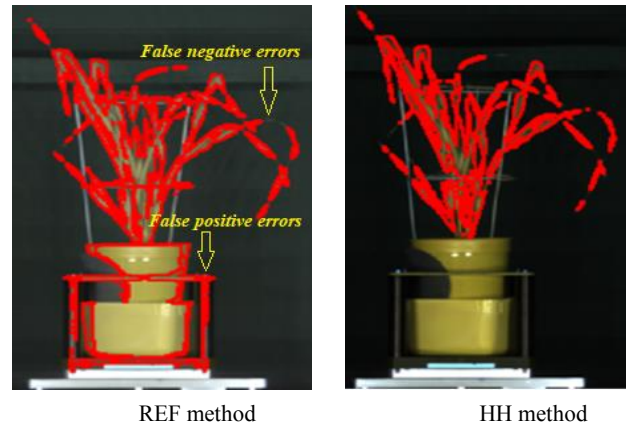 False negative errors
False positive errors
REF method
HH method